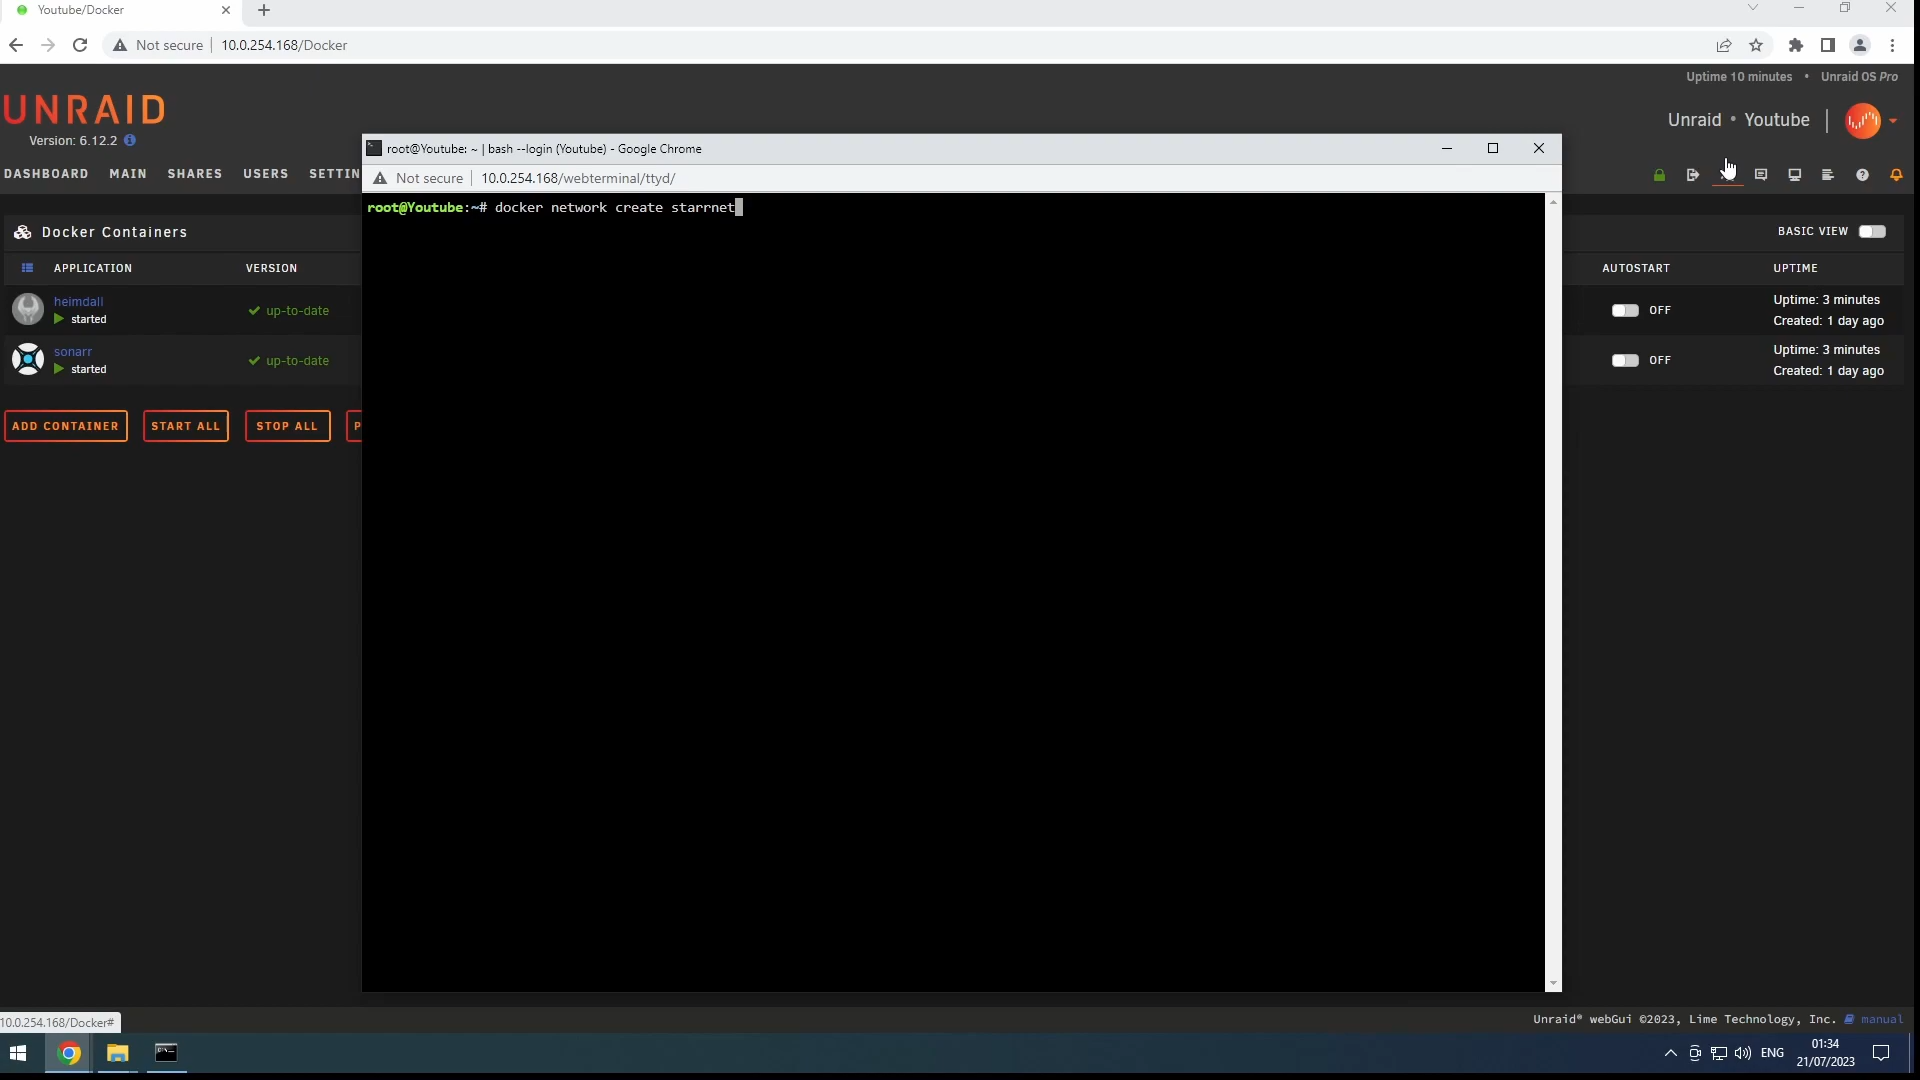 Youtube/Docker
Not secure
10.0.254.168/Docker
Uptime 10 minutes • Unraid OS Pro
UNRAID
Version: 6.12.2
Unraid • Youtube
DASHBOARD MAIN SHARES USERS SETTIN
root@Youtube: ~ | bash --login (Youtube) - Google Chrome
Not secure
10.0.254.168/webterminal/ttyd/
root@Youtube:~# docker network create starrnet
Docker Containers
BASIC VIEW
APPLICATION VERSION AUTOSTART UPTIME
heimdall
started
up-to-date
OFF
Uptime: 3 minutes
Created: 1 day ago
sonarr
started
up-to-date
OFF
Uptime: 3 minutes
Created: 1 day ago
ADD CONTAINER START ALL STOP ALL P
10.0.254.168/Docker#
Unraid® webGui ©2023, Lime Technology, Inc. manual
ENG
01:34
21/07/2023